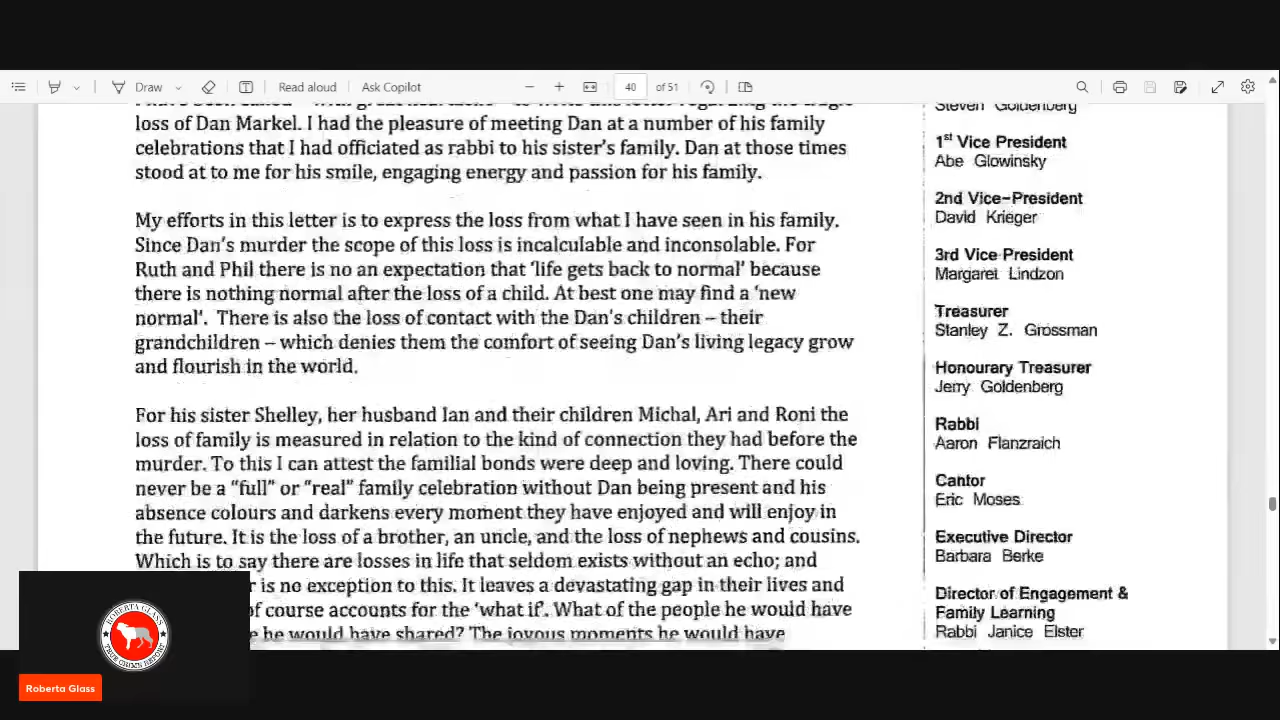 Draw
Read aloud
Ask Copilot
40 of 51
loss of Dan Markel. I had the pleasure of meeting Dan at a number of his family
celebrations that I had officiated as rabbi to his sister's family. Dan at those times
stood at to me for his smile, engaging energy and passion for his family.
My efforts in this letter is to express the loss from what I have seen in his family.
Since Dan's murder the scope of this loss is incalculable and inconsolable. For
Ruth and Phil there is no an expectation that 'life gets back to normal' because
there is nothing normal after the loss of a child. At best one may find a 'new
normal'. There is also the loss of contact with the Dan's children – their
grandchildren – which denies them the comfort of seeing Dan's living legacy grow
and flourish in the world.
For his sister Shelley, her husband Ian and their children Michal, Ari and Roni the
loss of family is measured in relation to the kind of connection they had before the
murder. To this I can attest the familial bonds were deep and loving. There could
never be a "full" or "real" family celebration without Dan being present and his
absence colours and darkens every moment they have enjoyed and will enjoy in
the future. It is the loss of a brother, an uncle, and the loss of nephews and cousins.
Which is to say there are losses in life that seldom exists without an echo; and
is no exception to this. It leaves a devastating gap in their lives and
of course accounts for the 'what if'. What of the people he would have
he would have shared? The joyous moments he would have
Steven Goldenberg
1st Vice President
Abe Glowinsky
2nd Vice-President
David Krieger
3rd Vice President
Margaret Lindzon
Treasurer
Stanley Z. Grossman
Honourary Treasurer
Jerry Goldenberg
Rabbi
Aaron Flanzraich
Cantor
Eric Moses
Executive Director
Barbara Berke
Director of Engagement &
Family Learning
Rabbi Janice Elster
ROBERTA GLASS
TRUE CRIME REPORT
Roberta Glass